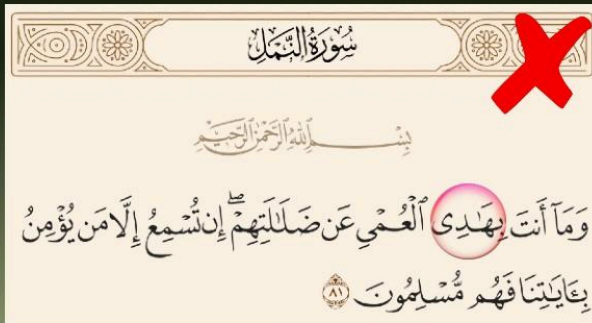 سُورَةُ النَّمْلِ
بِسْمِ ٱللَّهِ ٱلرَّحْمَٰنِ ٱلرَّحِيمِ
وَمَآ أَنتَ بِهَٰدِى ٱلْعُمْىِ عَن ضَلَٰلَتِهِمْ ۖ إِن تُسْمِعُ إِلَّا مَن يُؤْمِنُ
بِـَٔايَٰتِنَا فَهُم مُّسْلِمُونَ ٨١